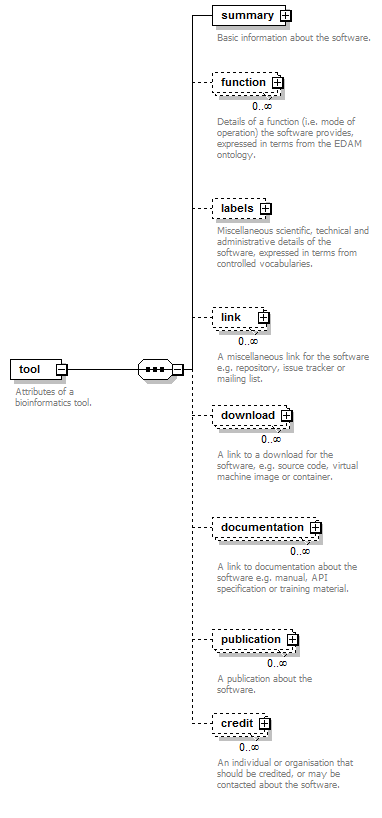 summary
Basic information about the software.
function
0..∞
Details of a function (i.e. mode of
operation) the software provides,
expressed in terms from the EDAM
ontology.
labels
Miscellaneous scientific, technical and
administrative details of the
software, expressed in terms from
controlled vocabularies.
link
0..∞
A miscellaneous link for the software
e.g. repository, issue tracker or
mailing list.
tool
Attributes of a
bioinformatics tool.
download
0..∞
A link to a download for the
software, e.g. source code, virtual
machine image or container.
documentation
0..∞
A link to documentation about the
software e.g. manual, API
specification or training material.
publication
0..∞
A publication about the
software.
credit
0..∞
An individual or organisation that
should be credited, or may be
contacted about the software.